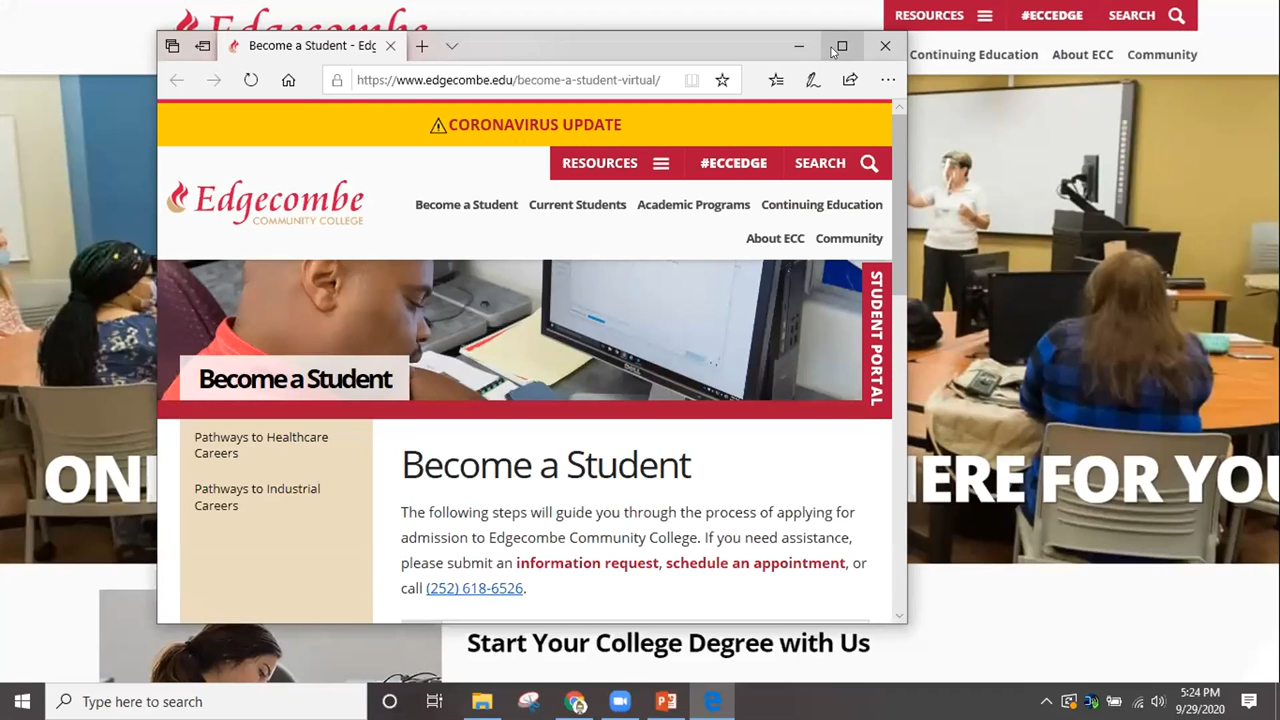 Edgecombe
RESOURCES #ECCEDGE SEARCH
Continuing Education About ECC Community
Become a Student - Edg
https://www.edgecombe.edu/become-a-student-virtual/
CORONAVIRUS UPDATE
RESOURCES #ECCEDGE SEARCH
Edgecombe
COMMUNITY COLLEGE
Become a Student Current Students Academic Programs Continuing Education
About ECC Community
STUDENT PORTAL
Become a Student
Pathways to Healthcare
Careers
Pathways to Industrial
Careers
Become a Student
The following steps will guide you through the process of applying for
admission to Edgecombe Community College. If you need assistance,
please submit an information request, schedule an appointment, or
call (252) 618-6526.
HERE FOR YOU
Start Your College Degree with Us
Type here to search
5:24 PM
9/29/2020